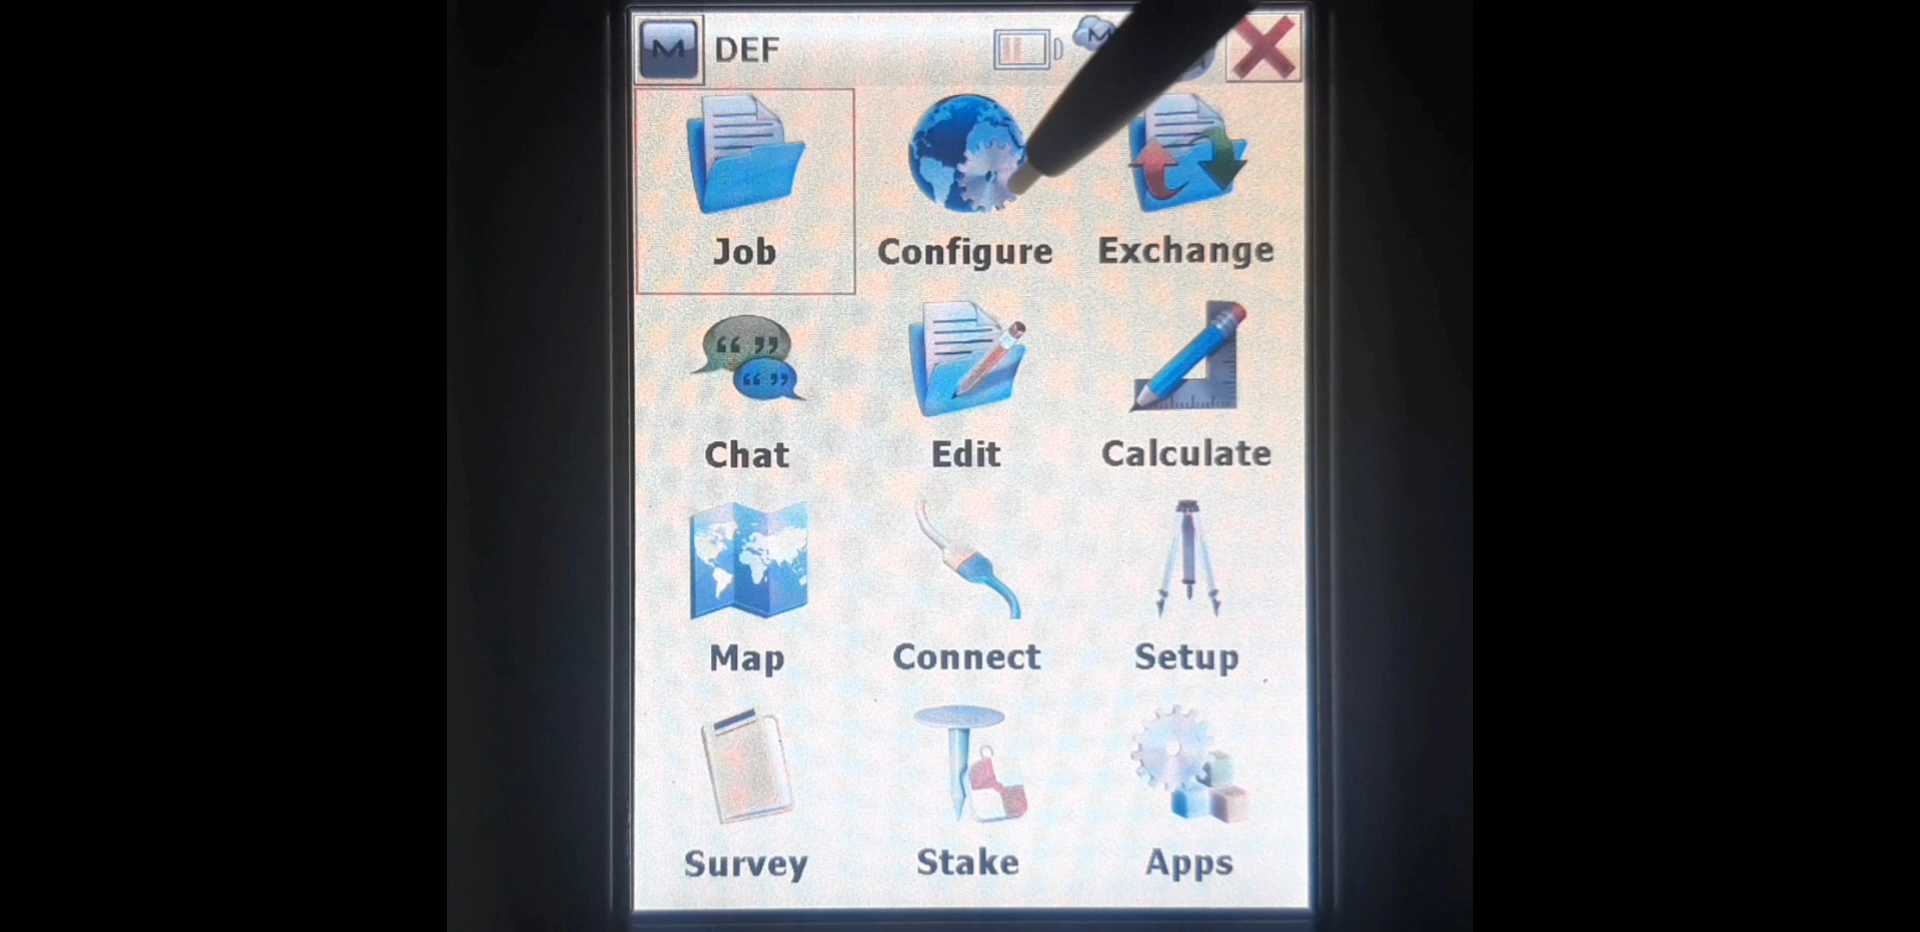 M DEF M
Job Configure Exchange
Chat Edit Calculate
Map Connect Setup
Survey Stake Apps